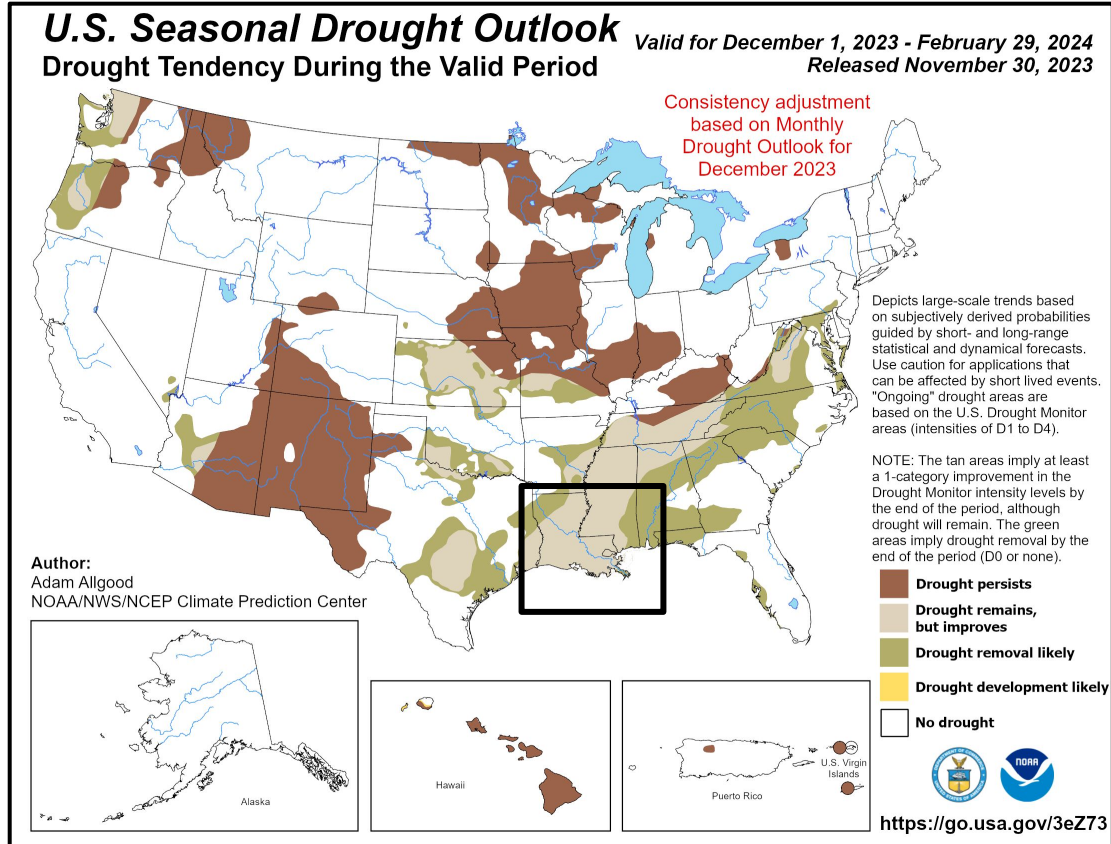 U.S. Seasonal Drought Outlook
Drought Tendency During the Valid Period
Valid for December 1, 2023 - February 29, 2024
Released November 30, 2023
Consistency adjustment
based on Monthly
Drought Outlook for
December 2023
Depicts large-scale trends based
on subjectively derived probabilities
guided by short- and long-range
statistical and dynamical forecasts.
Use caution for applications that
can be affected by short lived events.
"Ongoing" drought areas are
based on the U.S. Drought Monitor
areas (intensities of D1 to D4).
NOTE: The tan areas imply at least
a 1-category improvement in the
Drought Monitor intensity levels by
the end of the period, although
drought will remain. The green
areas imply drought removal by the
end of the period (D0 or none).
Author:
Adam Allgood
NOAA/NWS/NCEP Climate Prediction Center
Drought persists
Drought remains,
but improves
Drought removal likely
Drought development likely
No drought
Alaska
Hawaii
Puerto Rico
U.S. Virgin
Islands
NOAA
https://go.usa.gov/3eZ73